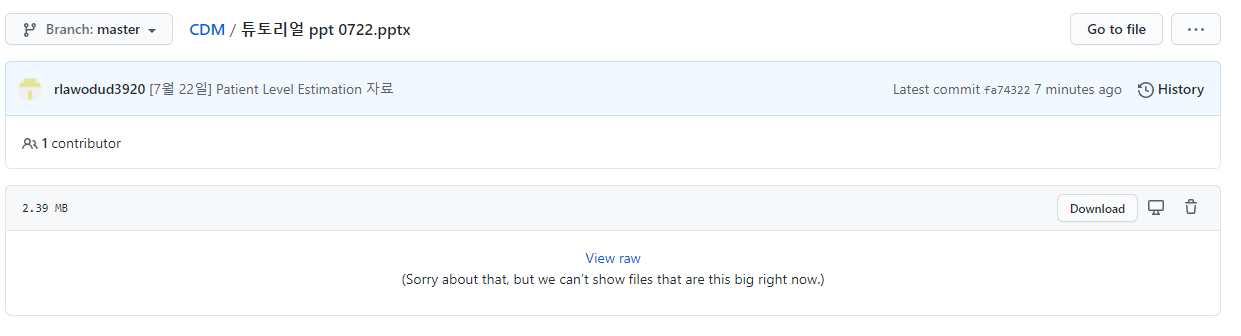 Branch: master CDM / 튜토리얼 ppt 0722.pptx Go to file ...
rlawodud3920 [7월 22일] Patient Level Estimation 자료 Latest commit fa74322 7 minutes ago History
1 contributor
2.39 MB Download
View raw
(Sorry about that, but we can't show files that are this big right now.)